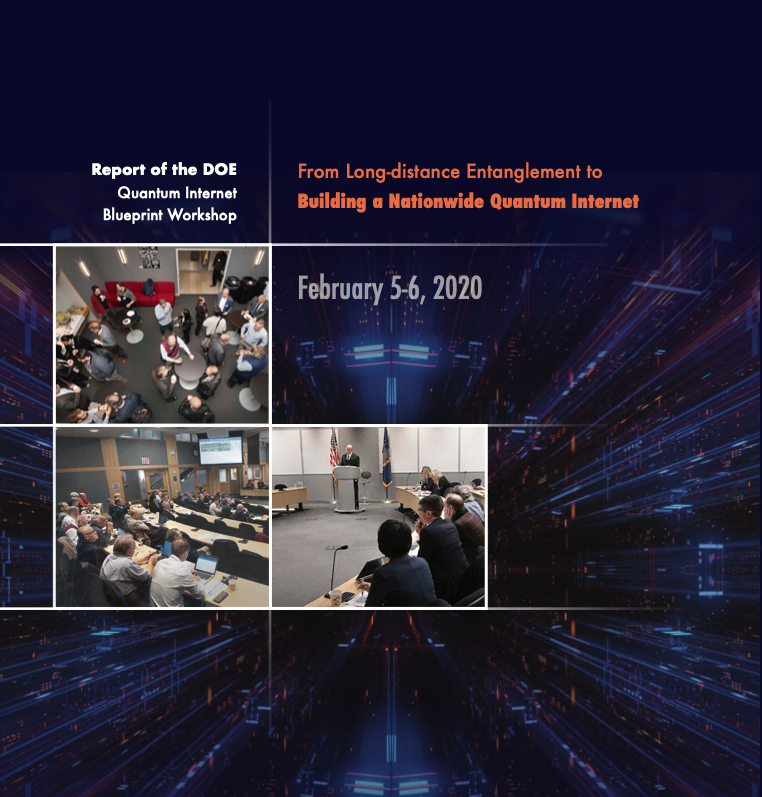 Report of the DOE
Quantum Internet
Blueprint Workshop
From Long-distance Entanglement to
Building a Nationwide Quantum Internet
February 5-6, 2020